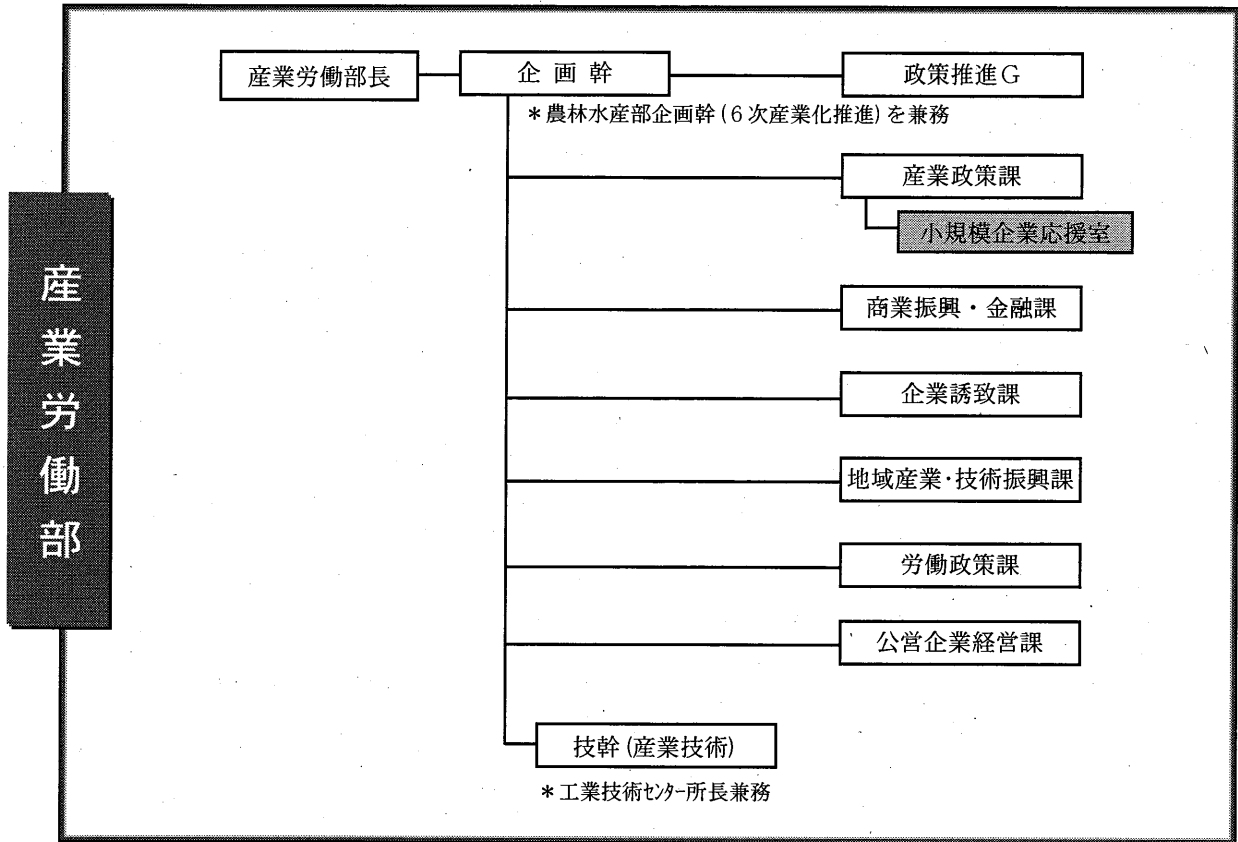 産業労働部
産業労働部長
企画幹
政策推進G
*農林水産部企画幹(6次産業化推進)を兼務
産業政策課
小規模企業応援室
商業振興・金融課
企業誘致課
地域産業・技術振興課
労働政策課
公営企業経営課
技幹(産業技術)
*工業技術センター所長兼務